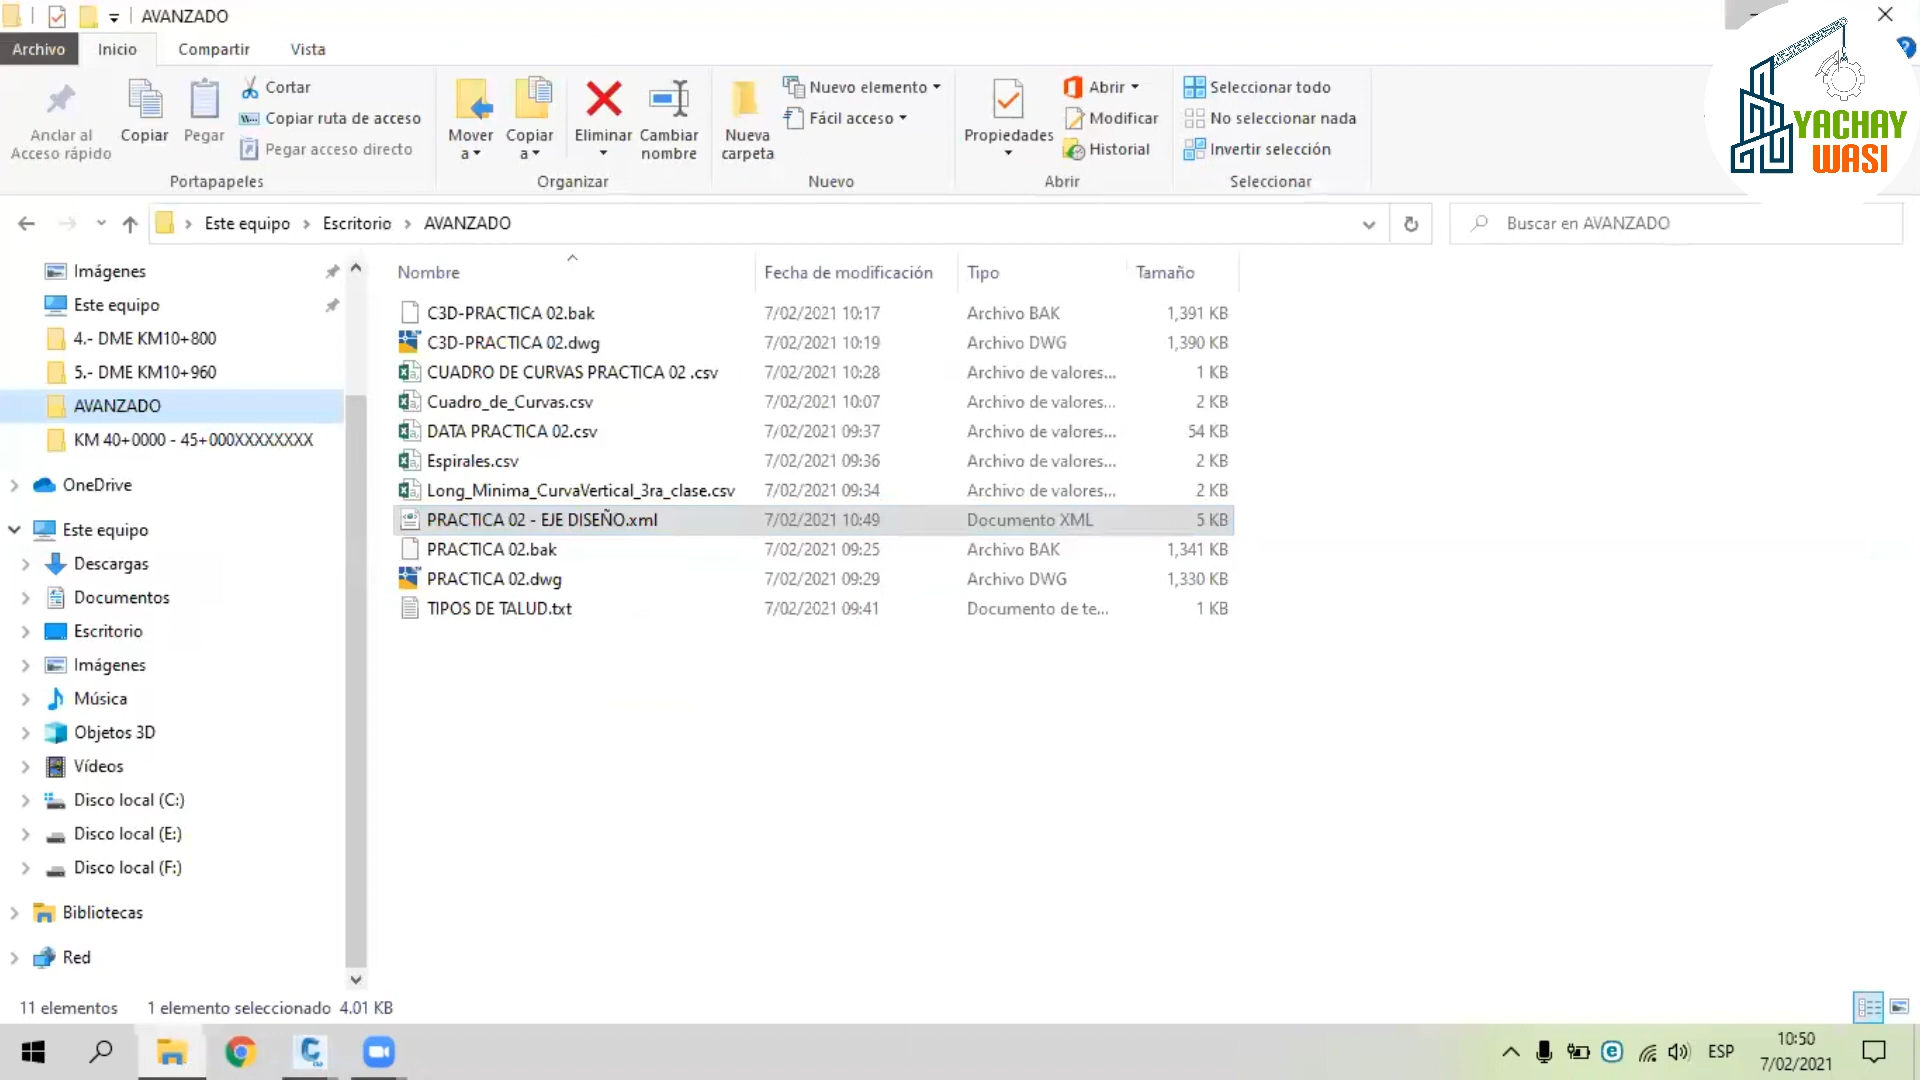 AVANZADO
Archivo Inicio Compartir Vista
Anclar al Acceso rápido
Copiar
Pegar
Cortar
Copiar ruta de acceso
Pegar acceso directo
Portapapeles
Mover a
Copiar a
Eliminar
Cambiar nombre
Organizar
Nueva carpeta
Nuevo elemento
Fácil acceso
Nuevo
Propiedades
Abrir
Modificar
Historial
Abrir
Seleccionar todo
No seleccionar nada
Invertir selección
Seleccionar
YACHAY
WASI
Este equipo > Escritorio > AVANZADO
Buscar en AVANZADO
Imágenes
Este equipo
4.- DME KM10+800
5.- DME KM10+960
AVANZADO
KM 40+0000 - 45+000XXXXXXXX
OneDrive
Este equipo
Descargas
Documentos
Escritorio
Imágenes
Música
Objetos 3D
Vídeos
Disco local (C:)
Disco local (E:)
Disco local (F:)
Bibliotecas
Red
Nombre Fecha de modificación Tipo Tamaño
C3D-PRACTICA 02.bak 7/02/2021 10:17 Archivo BAK 1,391 KB
C3D-PRACTICA 02.dwg 7/02/2021 10:19 Archivo DWG 1,390 KB
CUADRO DE CURVAS PRACTICA 02 .csv 7/02/2021 10:28 Archivo de valores... 1 KB
Cuadro_de_Curvas.csv 7/02/2021 10:07 Archivo de valores... 2 KB
DATA PRACTICA 02.csv 7/02/2021 09:37 Archivo de valores... 54 KB
Espirales.csv 7/02/2021 09:36 Archivo de valores... 2 KB
Long_Minima_CurvaVertical_3ra_clase.csv 7/02/2021 09:34 Archivo de valores... 2 KB
PRACTICA 02 - EJE DISEÑO.xml 7/02/2021 10:49 Documento XML 5 KB
PRACTICA 02.bak 7/02/2021 09:25 Archivo BAK 1,341 KB
PRACTICA 02.dwg 7/02/2021 09:29 Archivo DWG 1,330 KB
TIPOS DE TALUD.txt 7/02/2021 09:41 Documento de te... 1 KB
11 elementos 1 elemento seleccionado 4.01 KB
ESP
10:50
7/02/2021